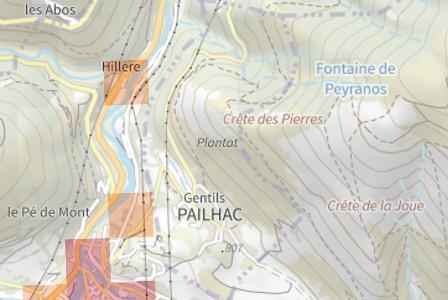 les Abos
Hillère
Fontaine de
Peyranos
Crête des Pierres
Plantat
Gentils
PAILHAC
le Pé de Mont
Crête de la Joue
807